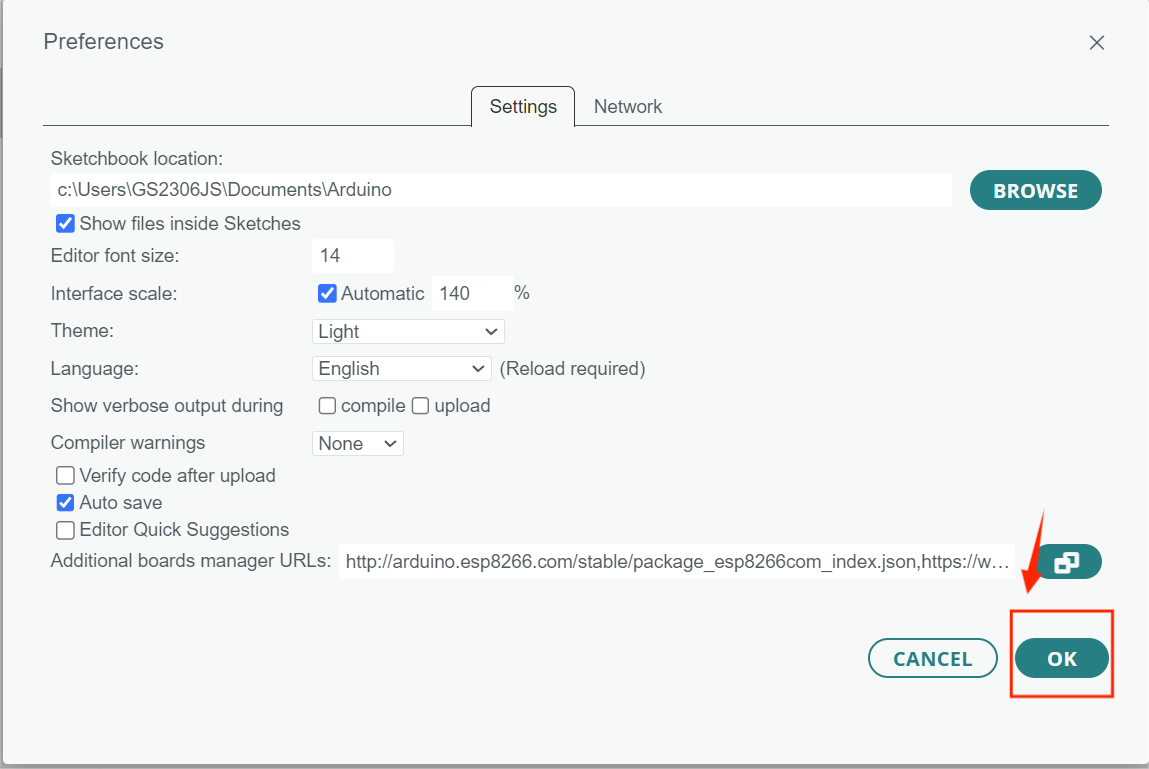 Preferences
Settings Network
Sketchbook location:
c:\Users\GS2306JS\Documents\Arduino
BROWSE
Show files inside Sketches
Editor font size: 14
Interface scale: Automatic 140 %
Theme: Light
Language: English (Reload required)
Show verbose output during compile upload
Compiler warnings None
Verify code after upload
Auto save
Editor Quick Suggestions
Additional boards manager URLs: http://arduino.esp8266.com/stable/package_esp8266com_index.json,https://w...
CANCEL OK